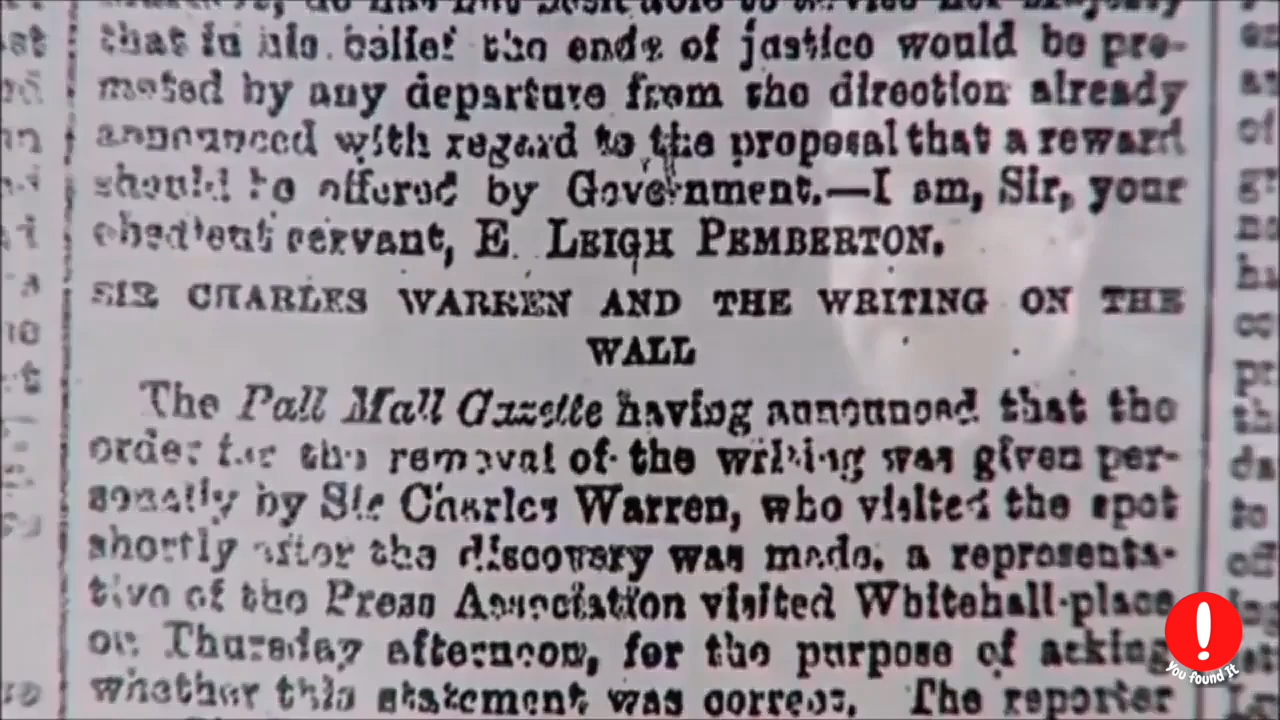 that in his belief the ends of justice would be pro-
moted by any departure from the direction already
announced with regard to the proposal that a reward
should be offered by Government.—I am, Sir, your
obedient servant, E. LEIGH PEMBERTON.
SIR CHARLES WARREN AND THE WRITING ON THE
WALL
The Pall Mall Gazette having announced that the
order for the removal of the writing was given per-
sonally by Sir Charles Warren, who visited the spot
shortly after the discovery was made, a representa-
tive of the Press Association visited Whitehall-place
on Thursday afternoon, for the purpose of asking
whether this statement was correct. The reporter
You found It